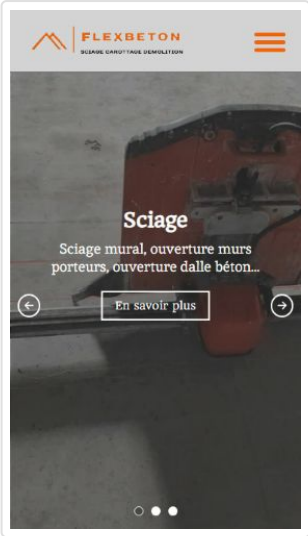 FLEXBETON
SCIAGE CAROTTAGE DEMOLITION
Sciage
Sciage mural, ouverture murs
porteurs, ouverture dalle béton...
En savoir plus